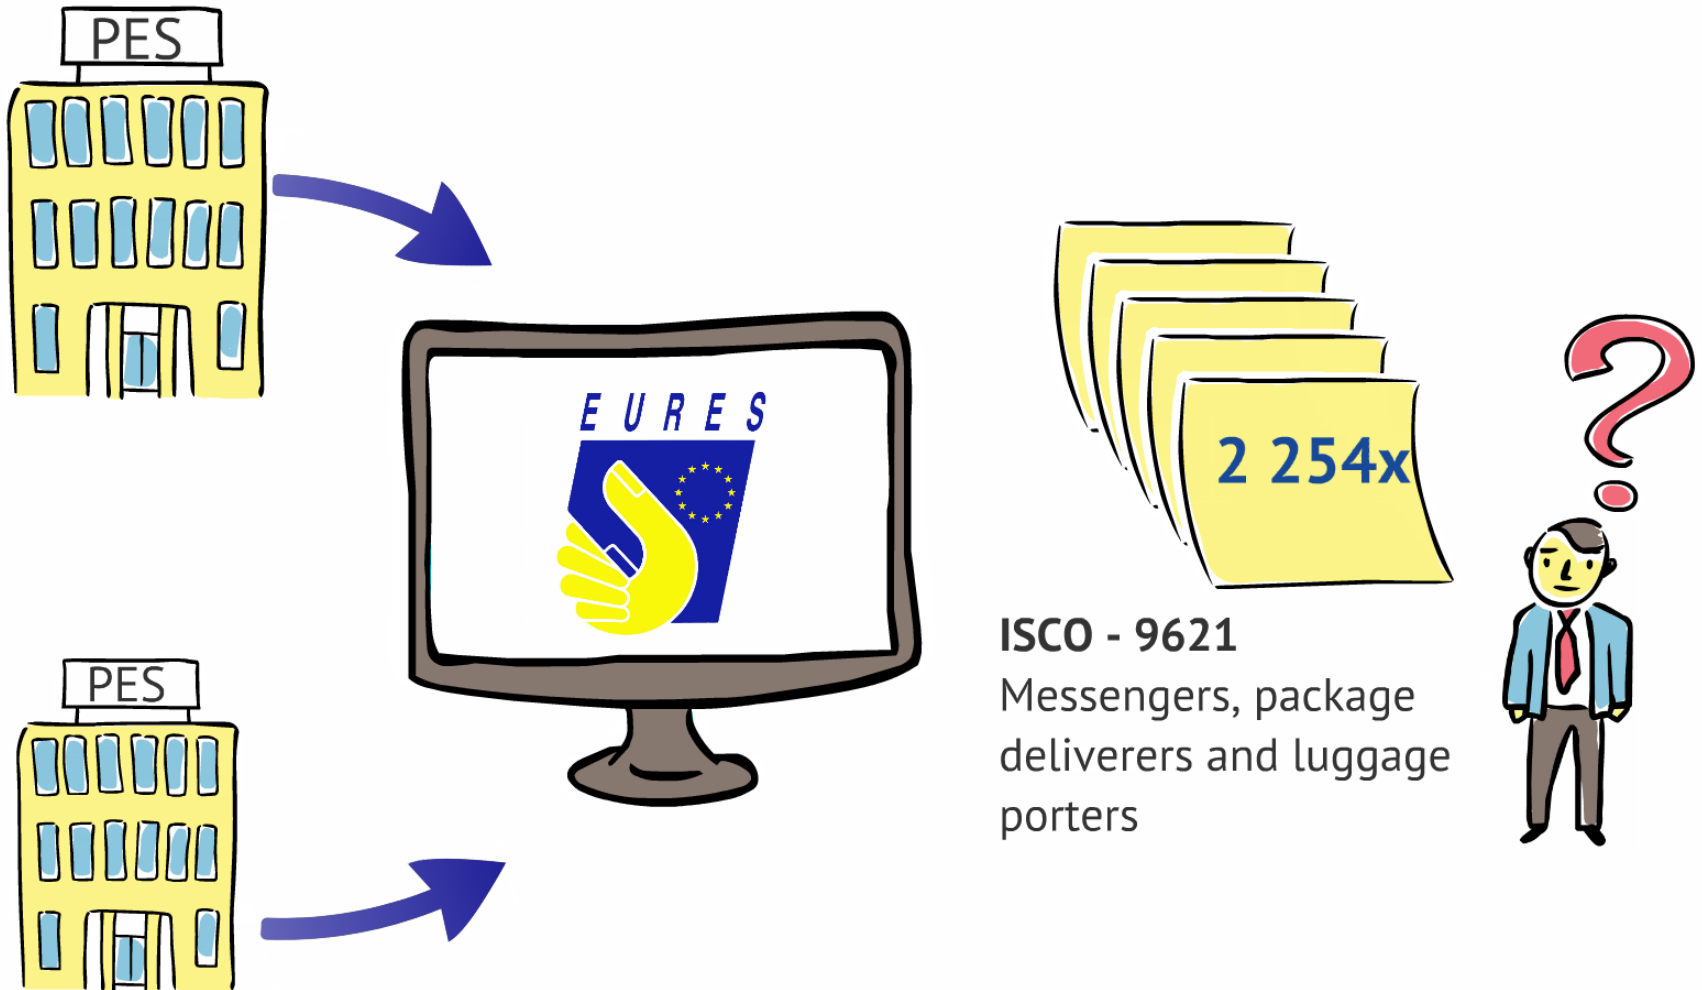 PES
EURES
2 254x
ISCO - 9621
Messengers, package
deliverers and luggage
porters
PES